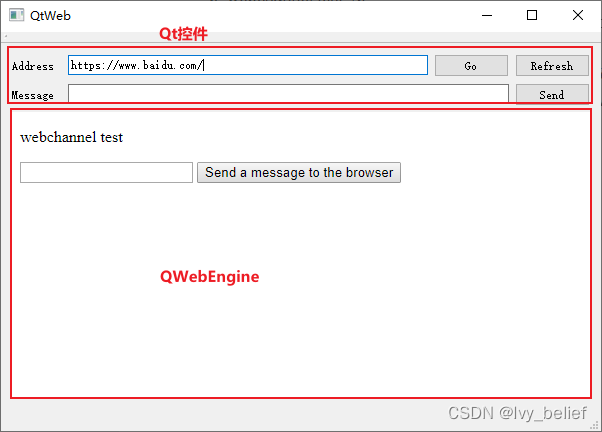 QtWeb
Qt控件
Address https://www.baidu.com/ Go Refresh
Message Send
webchannel test
Send a message to the browser
QWebEngine
CSDN @Ivy_belief